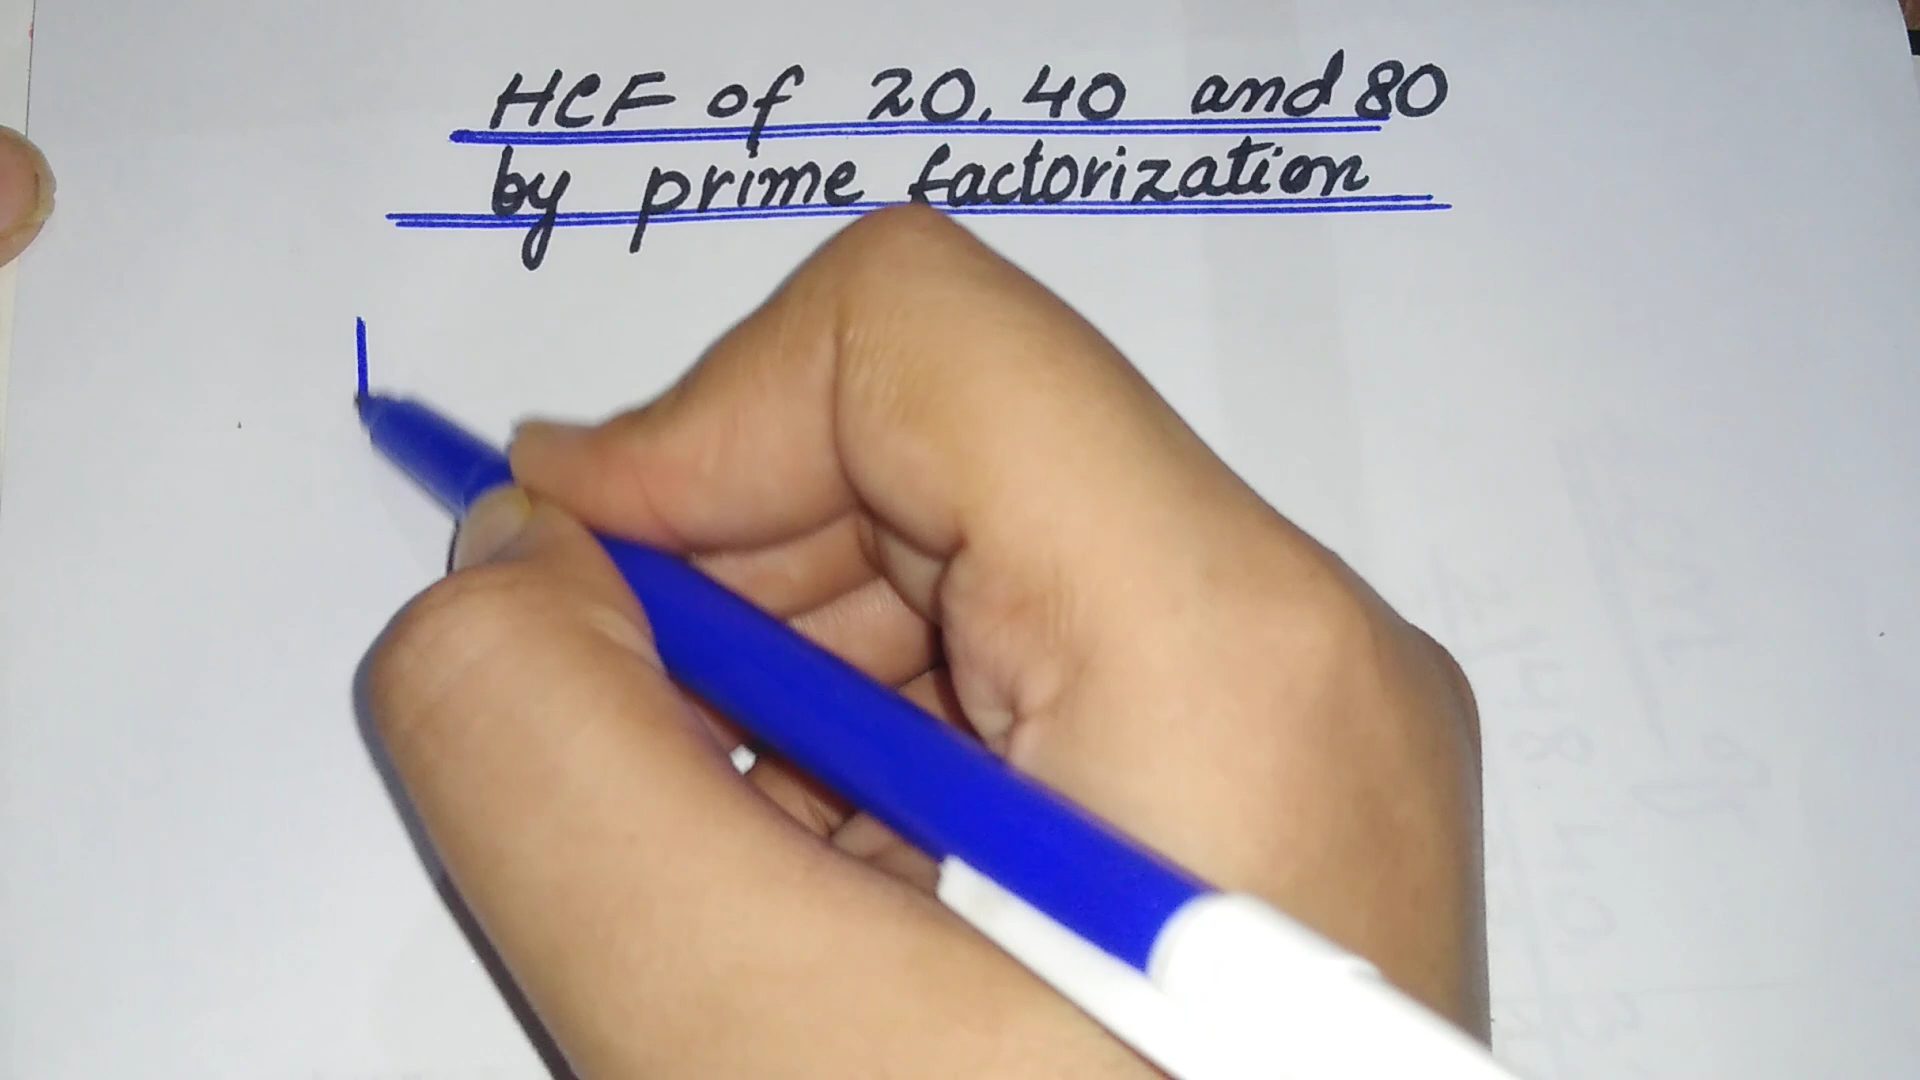 HCF of 20, 40 and 80
by prime factorization